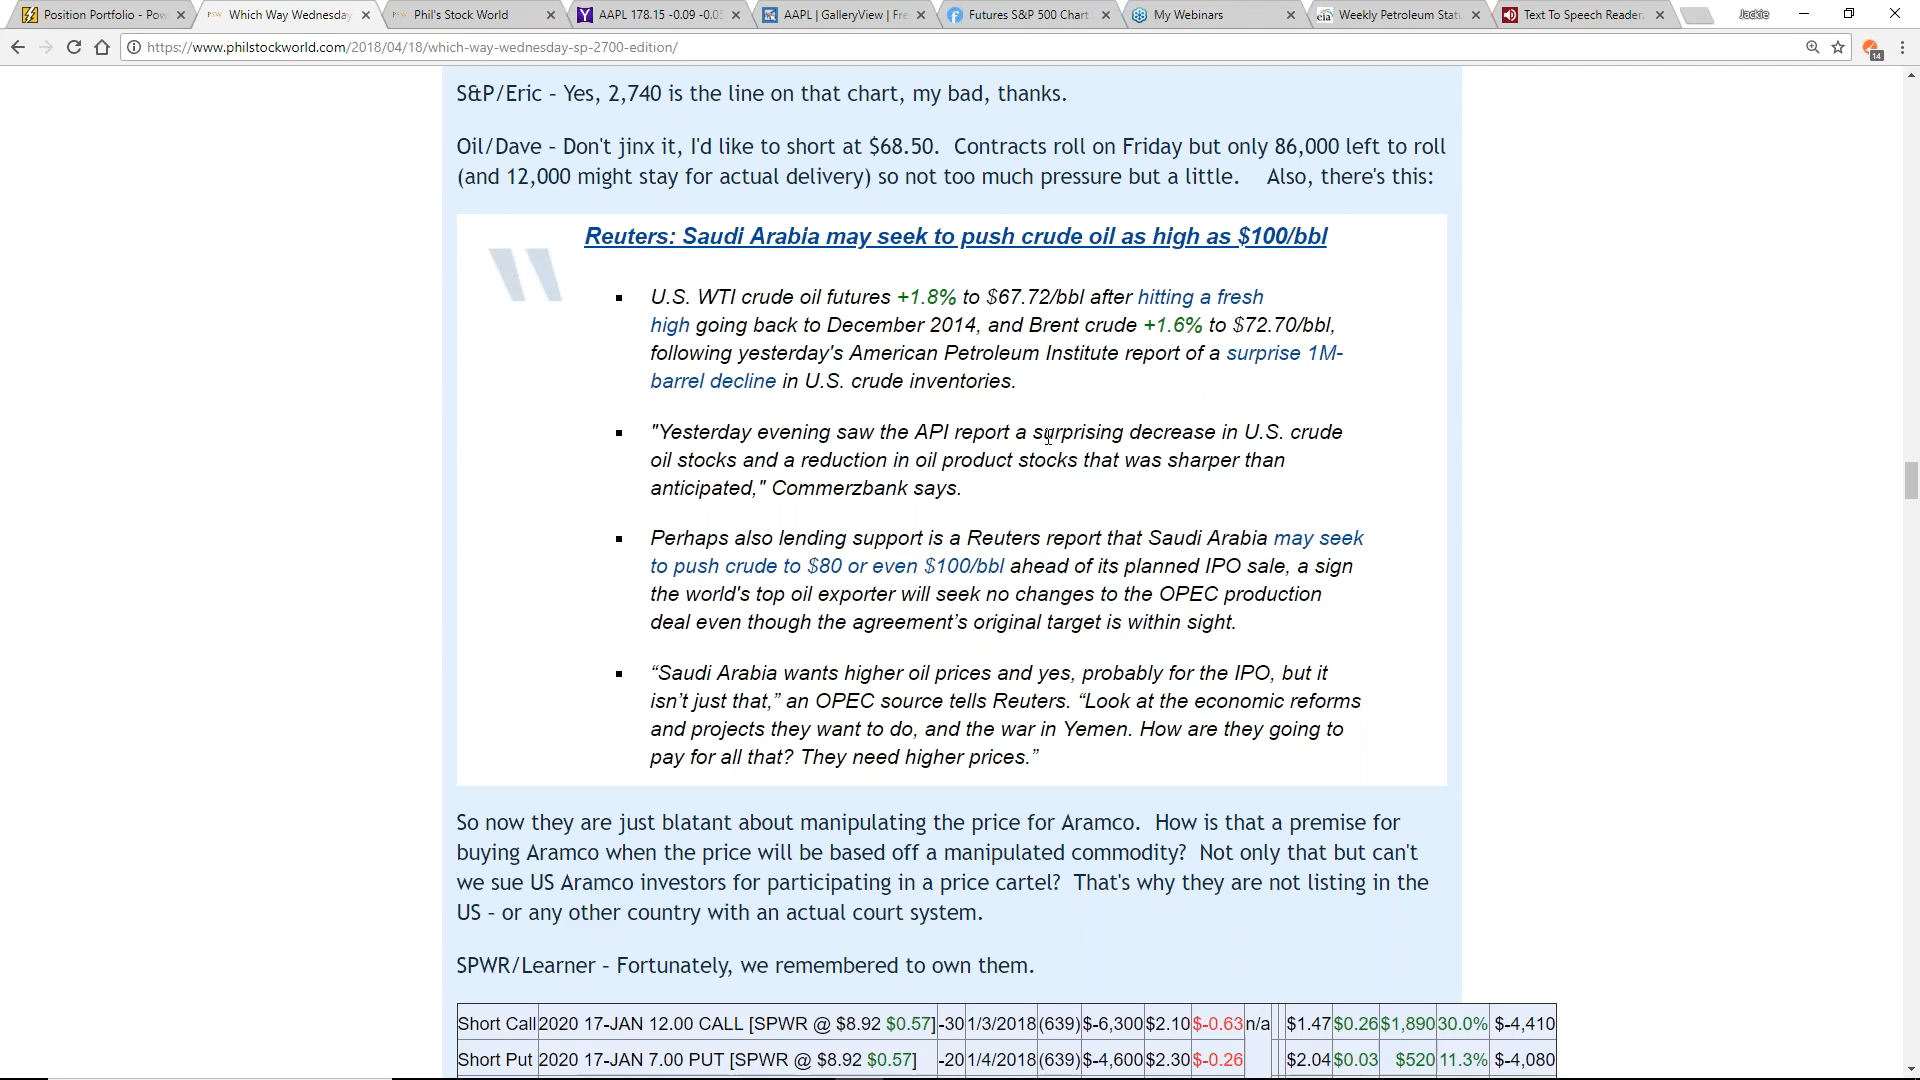 Position Portfolio - Pow
Which Way Wednesday
Phil's Stock World
AAPL 178.15 -0.09 -0.0
AAPL | GalleryView | Fre
Futures S&P 500 Chart
My Webinars
Weekly Petroleum Stat
Text To Speech Reader
Jackie
https://www.philstockworld.com/2018/04/18/which-way-wednesday-sp-2700-edition/
14
S&P/Eric - Yes, 2,740 is the line on that chart, my bad, thanks.
Oil/Dave - Don't jinx it, I'd like to short at $68.50.  Contracts roll on Friday but only 86,000 left to roll
(and 12,000 might stay for actual delivery) so not too much pressure but a little.    Also, there's this:
Reuters: Saudi Arabia may seek to push crude oil as high as $100/bbl
▪ U.S. WTI crude oil futures +1.8% to $67.72/bbl after hitting a fresh
high going back to December 2014, and Brent crude +1.6% to $72.70/bbl,
following yesterday's American Petroleum Institute report of a surprise 1M-
barrel decline in U.S. crude inventories.
▪ "Yesterday evening saw the API report a surprising decrease in U.S. crude
oil stocks and a reduction in oil product stocks that was sharper than
anticipated," Commerzbank says.
▪ Perhaps also lending support is a Reuters report that Saudi Arabia may seek
to push crude to $80 or even $100/bbl ahead of its planned IPO sale, a sign
the world's top oil exporter will seek no changes to the OPEC production
deal even though the agreement’s original target is within sight.
▪ “Saudi Arabia wants higher oil prices and yes, probably for the IPO, but it
isn’t just that,” an OPEC source tells Reuters. “Look at the economic reforms
and projects they want to do, and the war in Yemen. How are they going to
pay for all that? They need higher prices.”
So now they are just blatant about manipulating the price for Aramco.  How is that a premise for
buying Aramco when the price will be based off a manipulated commodity?  Not only that but can't
we sue US Aramco investors for participating in a price cartel?  That's why they are not listing in the
US - or any other country with an actual court system.
SPWR/Learner - Fortunately, we remembered to own them.
Short Call 2020 17-JAN 12.00 CALL [SPWR @ $8.92 $0.57] -30 1/3/2018 (639) $-6,300 $2.10 $-0.63 n/a $1.47 $0.26 $1,890 30.0% $-4,410
Short Put 2020 17-JAN 7.00 PUT [SPWR @ $8.92 $0.57] -20 1/4/2018 (639) $-4,600 $2.30 $-0.26 $2.04 $0.03 $520 11.3% $-4,080